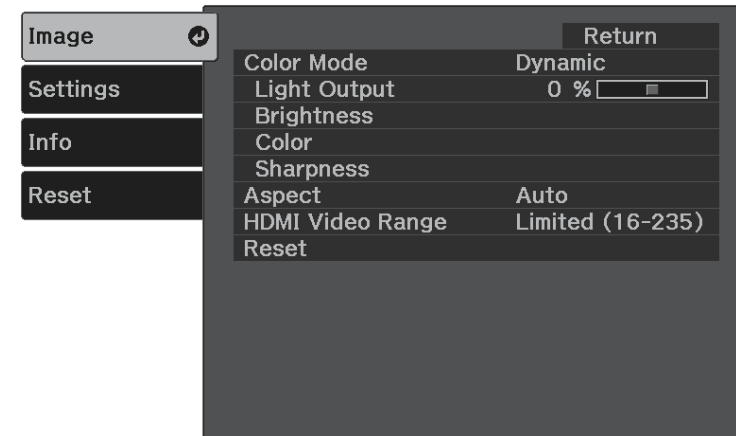 Image
Settings
Info
Reset
Return
Color Mode Dynamic
Light Output 0 %
Brightness
Color
Sharpness
Aspect Auto
HDMI Video Range Limited (16-235)
Reset